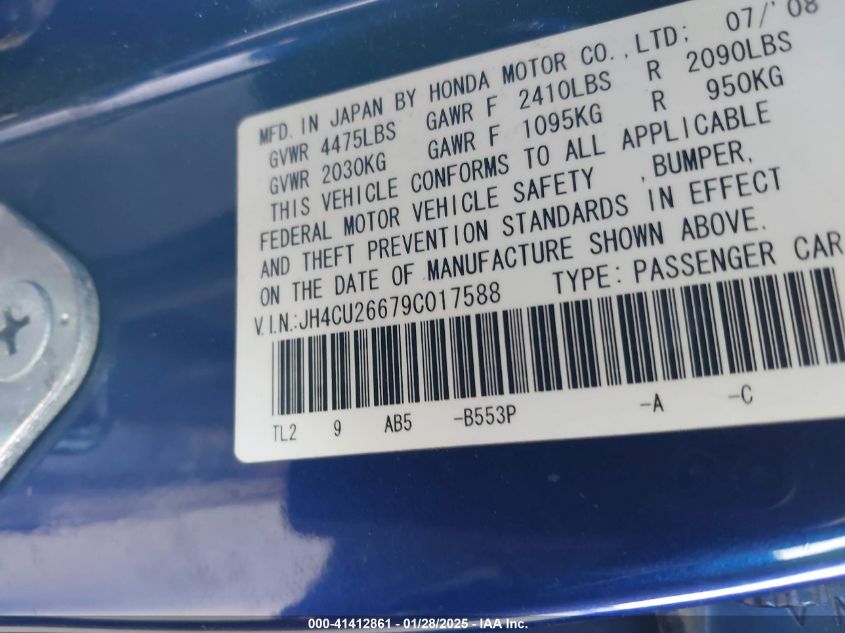 MFD. IN JAPAN BY HONDA MOTOR CO.,LTD; 07/'08
GVWR 4475LBS GAWR F 2410LBS R 2090LBS
GVWR 2030KG GAWR F 1095KG R 950KG
THIS VEHICLE CONFORMS TO ALL APPLICABLE
FEDERAL MOTOR VEHICLE SAFETY ,BUMPER,
AND THEFT PREVENTION STANDARDS IN EFFECT
ON THE DATE OF MANUFACTURE SHOWN ABOVE.
V.I.N.:JH4CU26679C017588 TYPE: PASSENGER CAR
TL2 9 AB5 -B553P -A -C
000-41412861 - 01/28/2025 - IAA Inc.